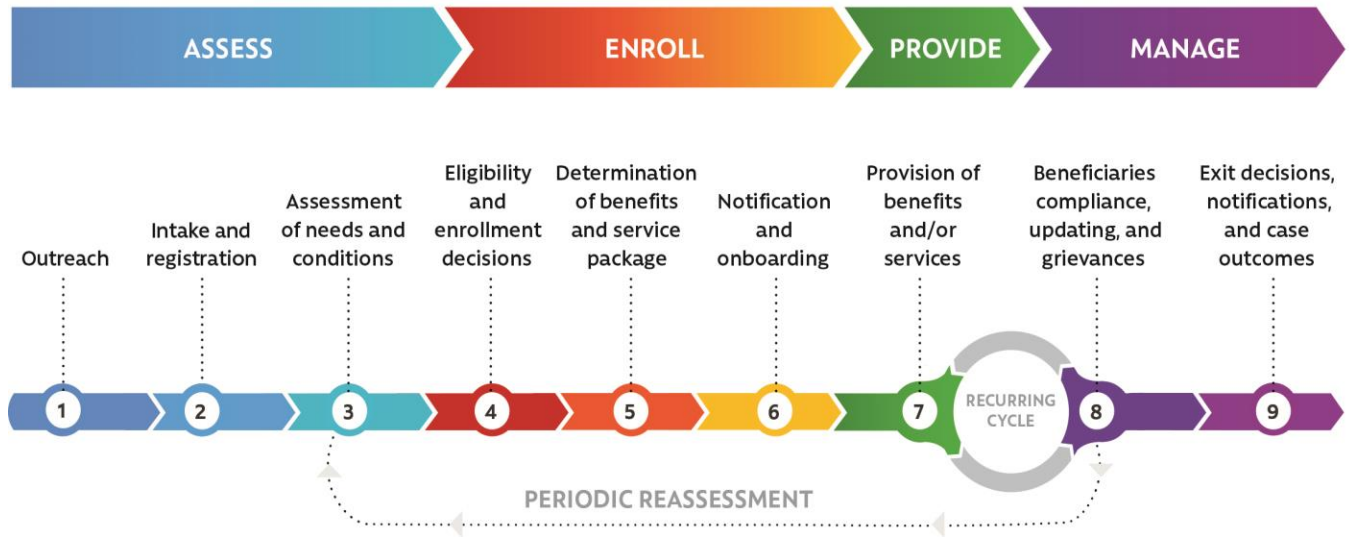 ASSESS
ENROLL
PROVIDE
MANAGE
Outreach
Intake and
registration
Assessment
of needs and
conditions
Eligibility
and
enrollment
decisions
Determination
of benefits
and service
package
Notification
and
onboarding
Provision of
benefits
and/or
services
Beneficiaries
compliance,
updating, and
grievances
Exit decisions,
notifications,
and case
outcomes
1
2
3
4
5
6
7
RECURRING
CYCLE
8
9
PERIODIC REASSESSMENT